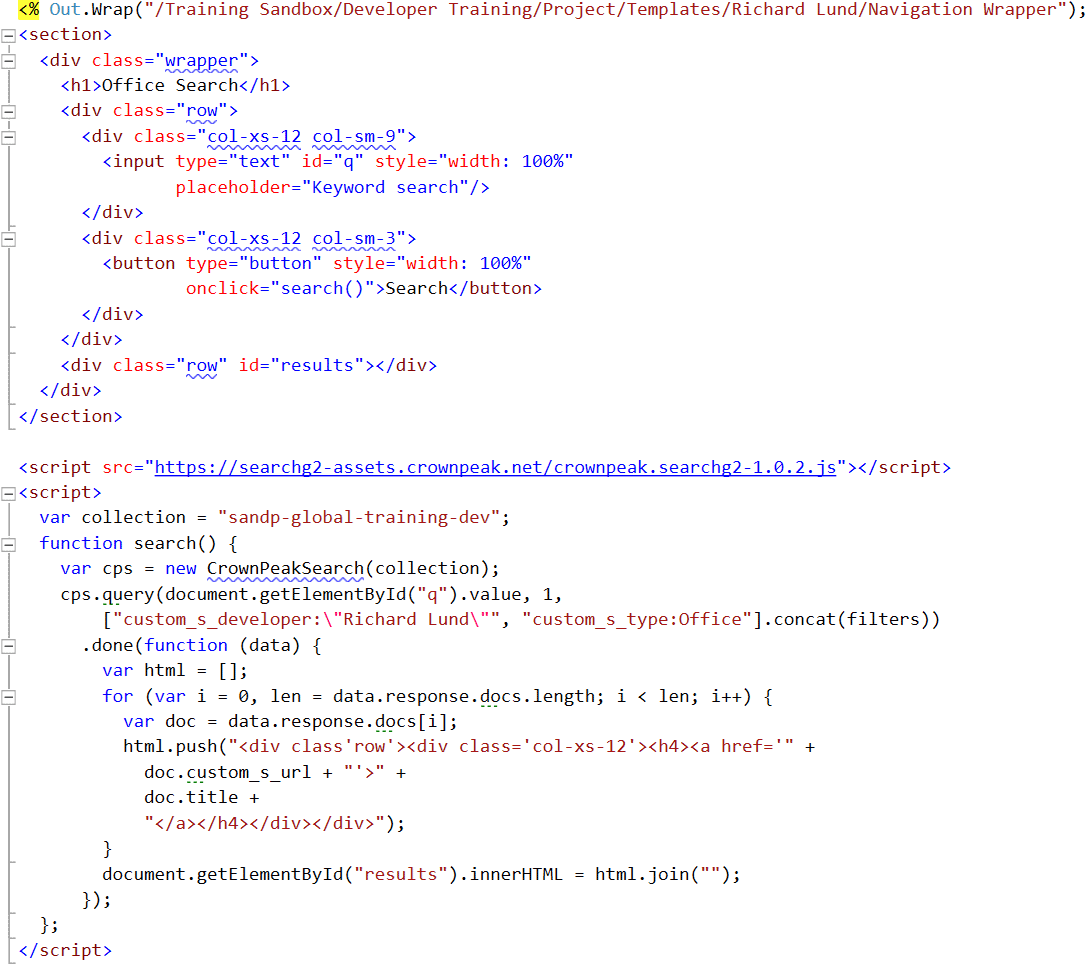 <% Out.Wrap("/Training Sandbox/Developer Training/Project/Templates/Richard Lund/Navigation Wrapper");
<section>
  <div class="wrapper">
    <h1>Office Search</h1>
    <div class="row">
      <div class="col-xs-12 col-sm-9">
        <input type="text" id="q" style="width: 100%"
               placeholder="Keyword search"/>
      </div>
      <div class="col-xs-12 col-sm-3">
        <button type="button" style="width: 100%"
                onclick="search()">Search</button>
      </div>
    </div>
    <div class="row" id="results"></div>
  </div>
</section>

<script src="https://searchg2-assets.crownpeak.net/crownpeak.searchg2-1.0.2.js"></script>
<script>
  var collection = "sandp-global-training-dev";
  function search() {
    var cps = new CrownPeakSearch(collection);
    cps.query(document.getElementById("q").value, 1,
        ["custom_s_developer:\"Richard Lund\"", "custom_s_type:Office"].concat(filters))
      .done(function (data) {
        var html = [];
        for (var i = 0, len = data.response.docs.length; i < len; i++) {
          var doc = data.response.docs[i];
          html.push("<div class'row'><div class='col-xs-12'><h4><a href='" +
            doc.custom_s_url + "'>" +
            doc.title +
            "</a></h4></div></div>");
        }
        document.getElementById("results").innerHTML = html.join("");
      });
  };
</script>